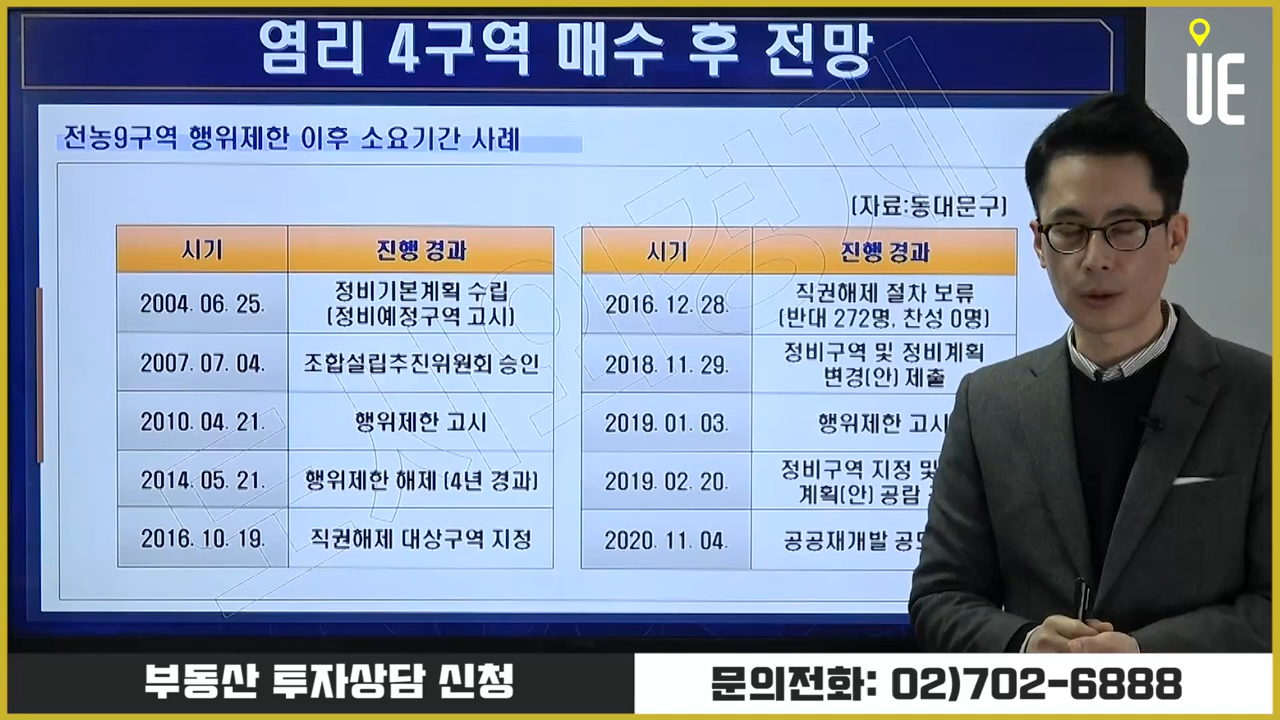 염리 4구역 매수 후 전망
UE
전농9구역 행위제한 이후 소요기간 사례
(자료:동대문구)
시기 진행 경과
2004. 06. 25. 정비기본계획 수립
(정비예정구역 고시)
2007. 07. 04. 조합설립추진위원회 승인
2010. 04. 21. 행위제한 고시
2014. 05. 21. 행위제한 해제 (4년 경과)
2016. 10. 19. 직권해제 대상구역 지정
시기 진행 경과
2016. 12. 28. 직권해제 절차 보류
(반대 272명, 찬성 0명)
2018. 11. 29. 정비구역 및 정비계획
변경(안) 제출
2019. 01. 03. 행위제한 고시
2019. 02. 20. 정비구역 지정 및
계획(안) 공람
2020. 11. 04. 공공재개발
도시와경제
부동산 투자상담 신청
문의전화: 02)702-6888